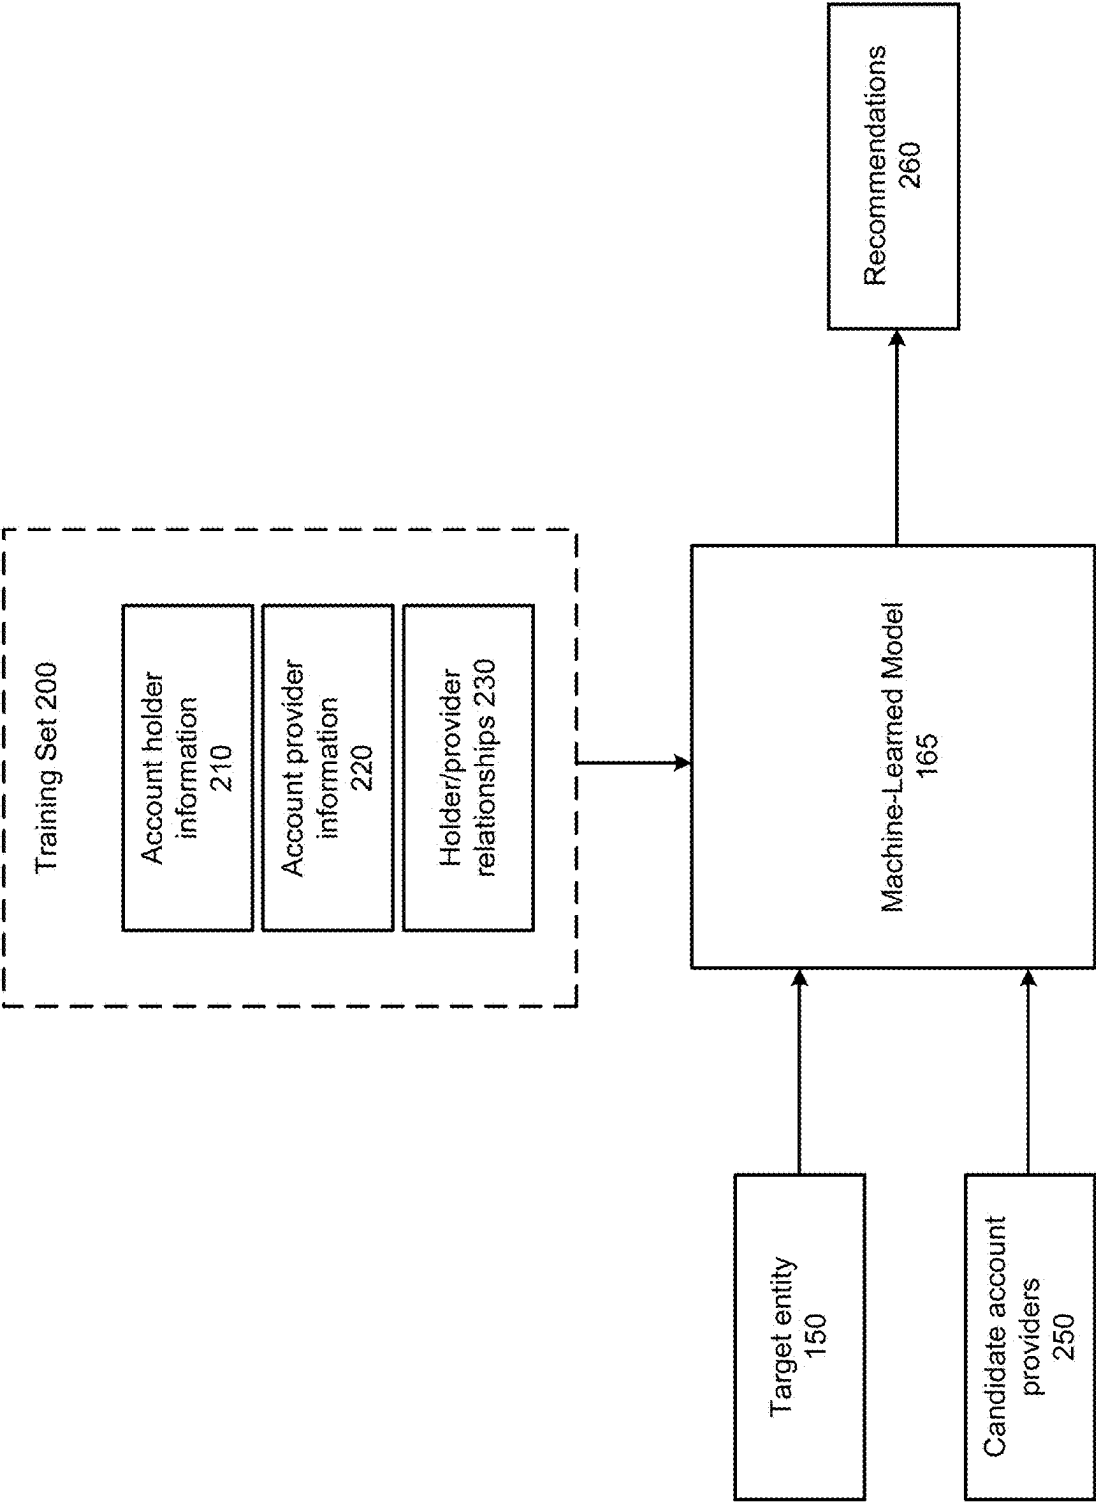 Training Set 200
Account holder
information
210
Account provider
information
220
Holder/provider
relationships 230
Target entity
150
Candidate account
providers
250
Machine-Learned Model
165
Recommendations
260